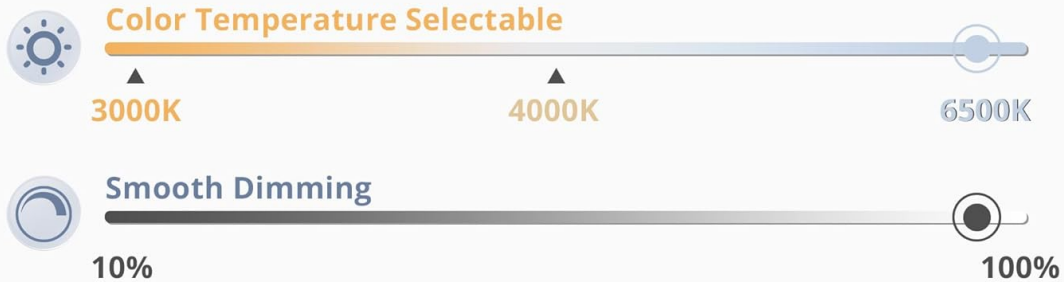 Color Temperature Selectable
3000K 4000K 6500K
Smooth Dimming
10% 100%